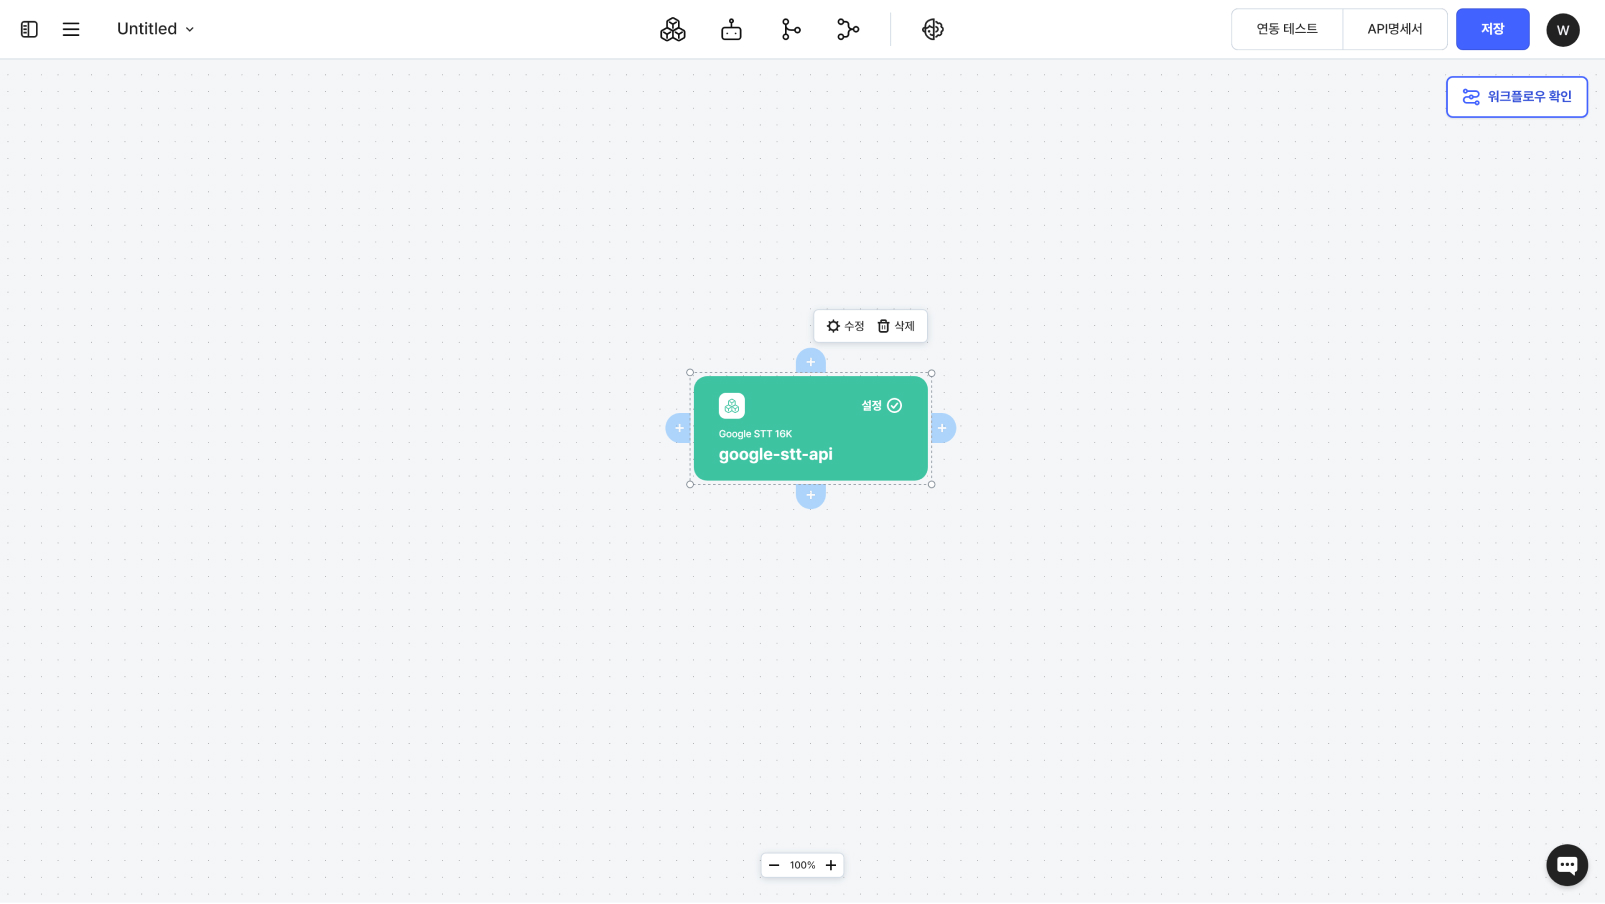 Untitled
연동 테스트
API명세서
저장
W
워크플로우 확인
수정
삭제
설정
Google STT 16K
google-stt-api
100%